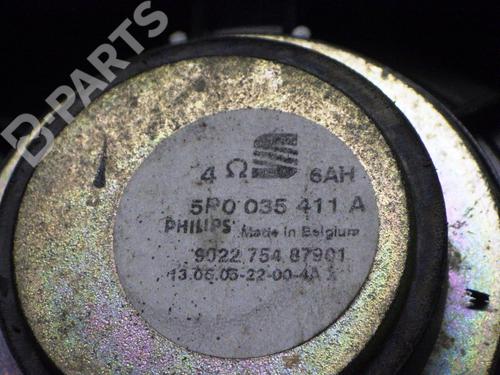 B-PARTS
4 Ω 6AH
5P0 035 411 A
PHILIPS Made in Belgium
9022 754 87901
13.06.05-22-00-4A